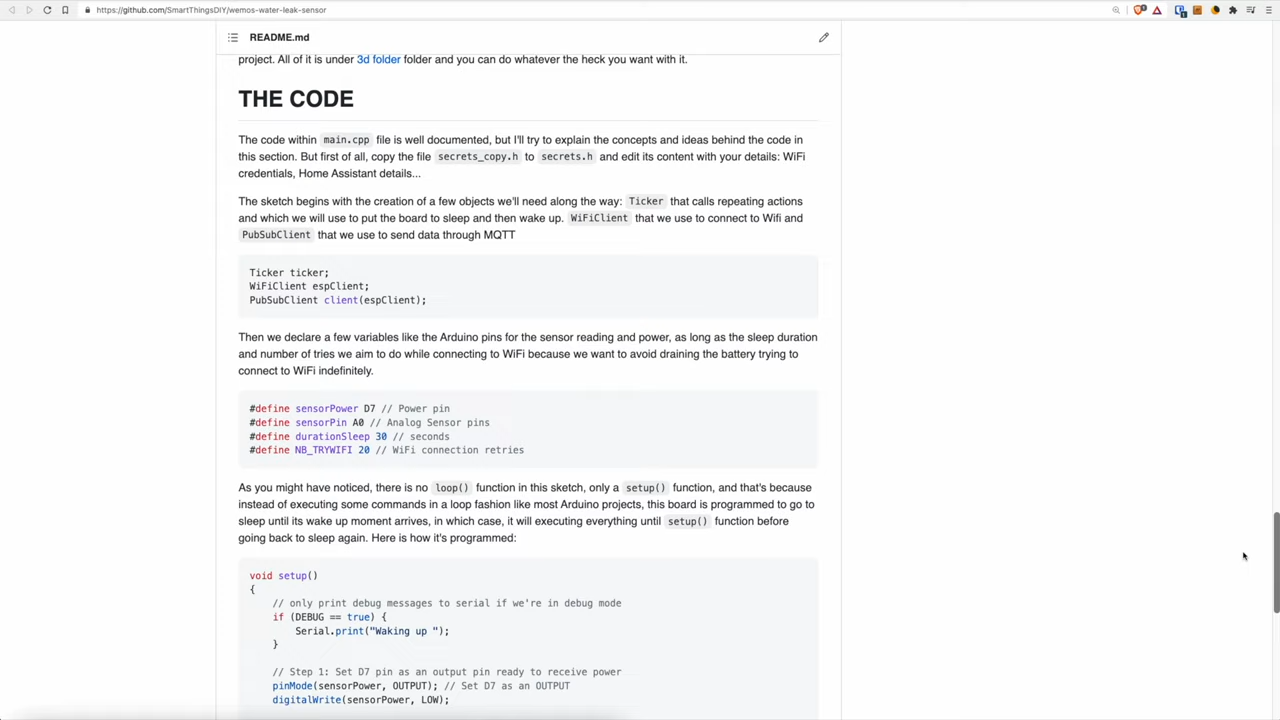 https://github.com/SmartThingsDIY/wemos-water-leak-sensor
README.md
project. All of it is under 3d folder folder and you can do whatever the heck you want with it.
THE CODE
The code within main.cpp file is well documented, but I'll try to explain the concepts and ideas behind the code in
this section. But first of all, copy the file secrets_copy.h to secrets.h and edit its content with your details: WiFi
credentials, Home Assistant details...
The sketch begins with the creation of a few objects we'll need along the way: Ticker that calls repeating actions
and which we will use to put the board to sleep and then wake up. WiFiClient that we use to connect to Wifi and
PubSubClient that we use to send data through MQTT
Ticker ticker;
WiFiClient espClient;
PubSubClient client(espClient);
Then we declare a few variables like the Arduino pins for the sensor reading and power, as long as the sleep duration
and number of tries we aim to do while connecting to WiFi because we want to avoid draining the battery trying to
connect to WiFi indefinitely.
#define sensorPower D7 // Power pin
#define sensorPin A0 // Analog Sensor pins
#define durationSleep 30 // seconds
#define NB_TRYWIFI 20 // WiFi connection retries
As you might have noticed, there is no loop() function in this sketch, only a setup() function, and that's because
instead of executing some commands in a loop fashion like most Arduino projects, this board is programmed to go to
sleep until its wake up moment arrives, in which case, it will executing everything until setup() function before
going back to sleep again. Here is how it's programmed:
void setup()
{
// only print debug messages to serial if we're in debug mode
if (DEBUG == true) {
Serial.print("Waking up ");
}
// Step 1: Set D7 pin as an output pin ready to receive power
pinMode(sensorPower, OUTPUT); // Set D7 as an OUTPUT
digitalWrite(sensorPower, LOW);